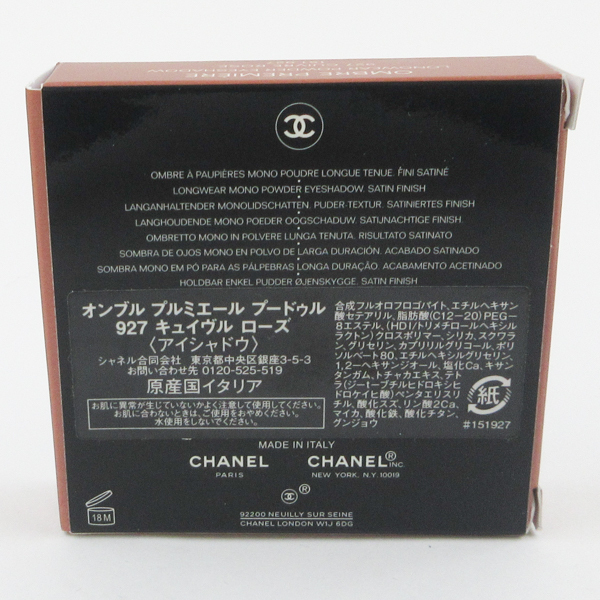 OMBRE PREMIÈRE
LONGWEAR POWDER EYESHADOW
OMBRE À PAUPIÈRES MONO POUDRE LONGUE TENUE. FINI SATINÉ
LONGWEAR MONO POWDER EYESHADOW. SATIN FINISH
LANGANHALTENDER MONOLIDSCHATTEN. PUDER-TEXTUR. SATINIERTES FINISH
LANGHOUDENDE MONO POEDER OOGSCHADUW. SATIJNACHTIGE FINISH
OMBRETTO MONO IN POLVERE LUNGA TENUTA. RISULTATO SATINATO
SOMBRA DE OJOS MONO EN POLVO DE LARGA DURACIÓN. ACABADO SATINADO
SOMBRA MONO EM PÓ PARA AS PÁLPEBRAS LONGA DURAÇÃO. ACABAMENTO ACETINADO
HOLDBAR ENKEL PUDDER ØJENSKYGGE. SATIN FINISH
オンブル プルミエール プードゥル
927 キュイヴル ローズ
〈アイシャドウ〉
シャネル合同会社 東京都中央区銀座3-5-3
お問い合わせ先 0120-525-519
原産国イタリア
お肌に異常が生じていないかよく注意して使用してください。
お肌に合わないときは、ご使用をおやめください。
水使用をしないでください。
合成フルオロフロゴパイト、エチルヘキサン
酸セテアリル、脂肪酸(C12-20)PEG-
8エステル、(HDI/トリメチロールヘキシルラ
クトン)クロスポリマー、シリカ、スクワラ
ン、グリセリン、カプリリルグリコール、ポリ
ソルベート80、エチルヘキシルグリセリン、
1,2-ヘキサンジオール、塩化Ca、キサ
ンタンガム、トチャカエキス、テト
ラ(ジ-t-ブチルヒドロキシヒ
ドロケイヒ酸)ペンタエリスリ
チル、酸化スズ、リン酸2Ca、
マイカ、酸化鉄、酸化チタン、
グンジョウ
紙
#151927
MADE IN ITALY
CHANEL CHANEL® INC
PARIS NEW YORK, N.Y. 10019
®
18M
92200 NEUILLY SUR SEINE
CHANEL LONDON W1J 6DG